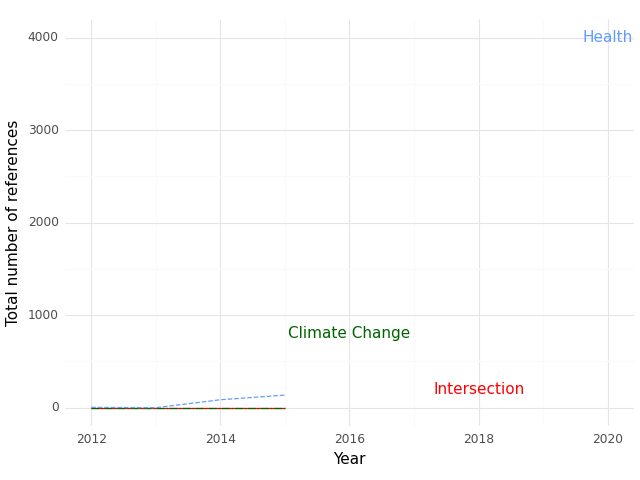 4000
Health
3000
2000
Total number of references
1000
Climate Change
Intersection
0
2012
2014
2016
2018
2020
Year